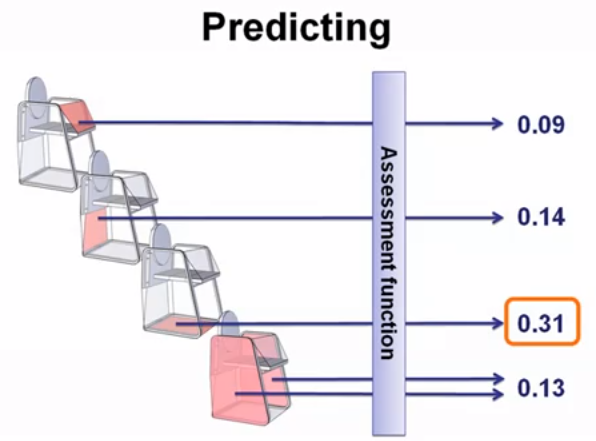 Predicting
0.09
Assessment function
0.14
0.31
0.13